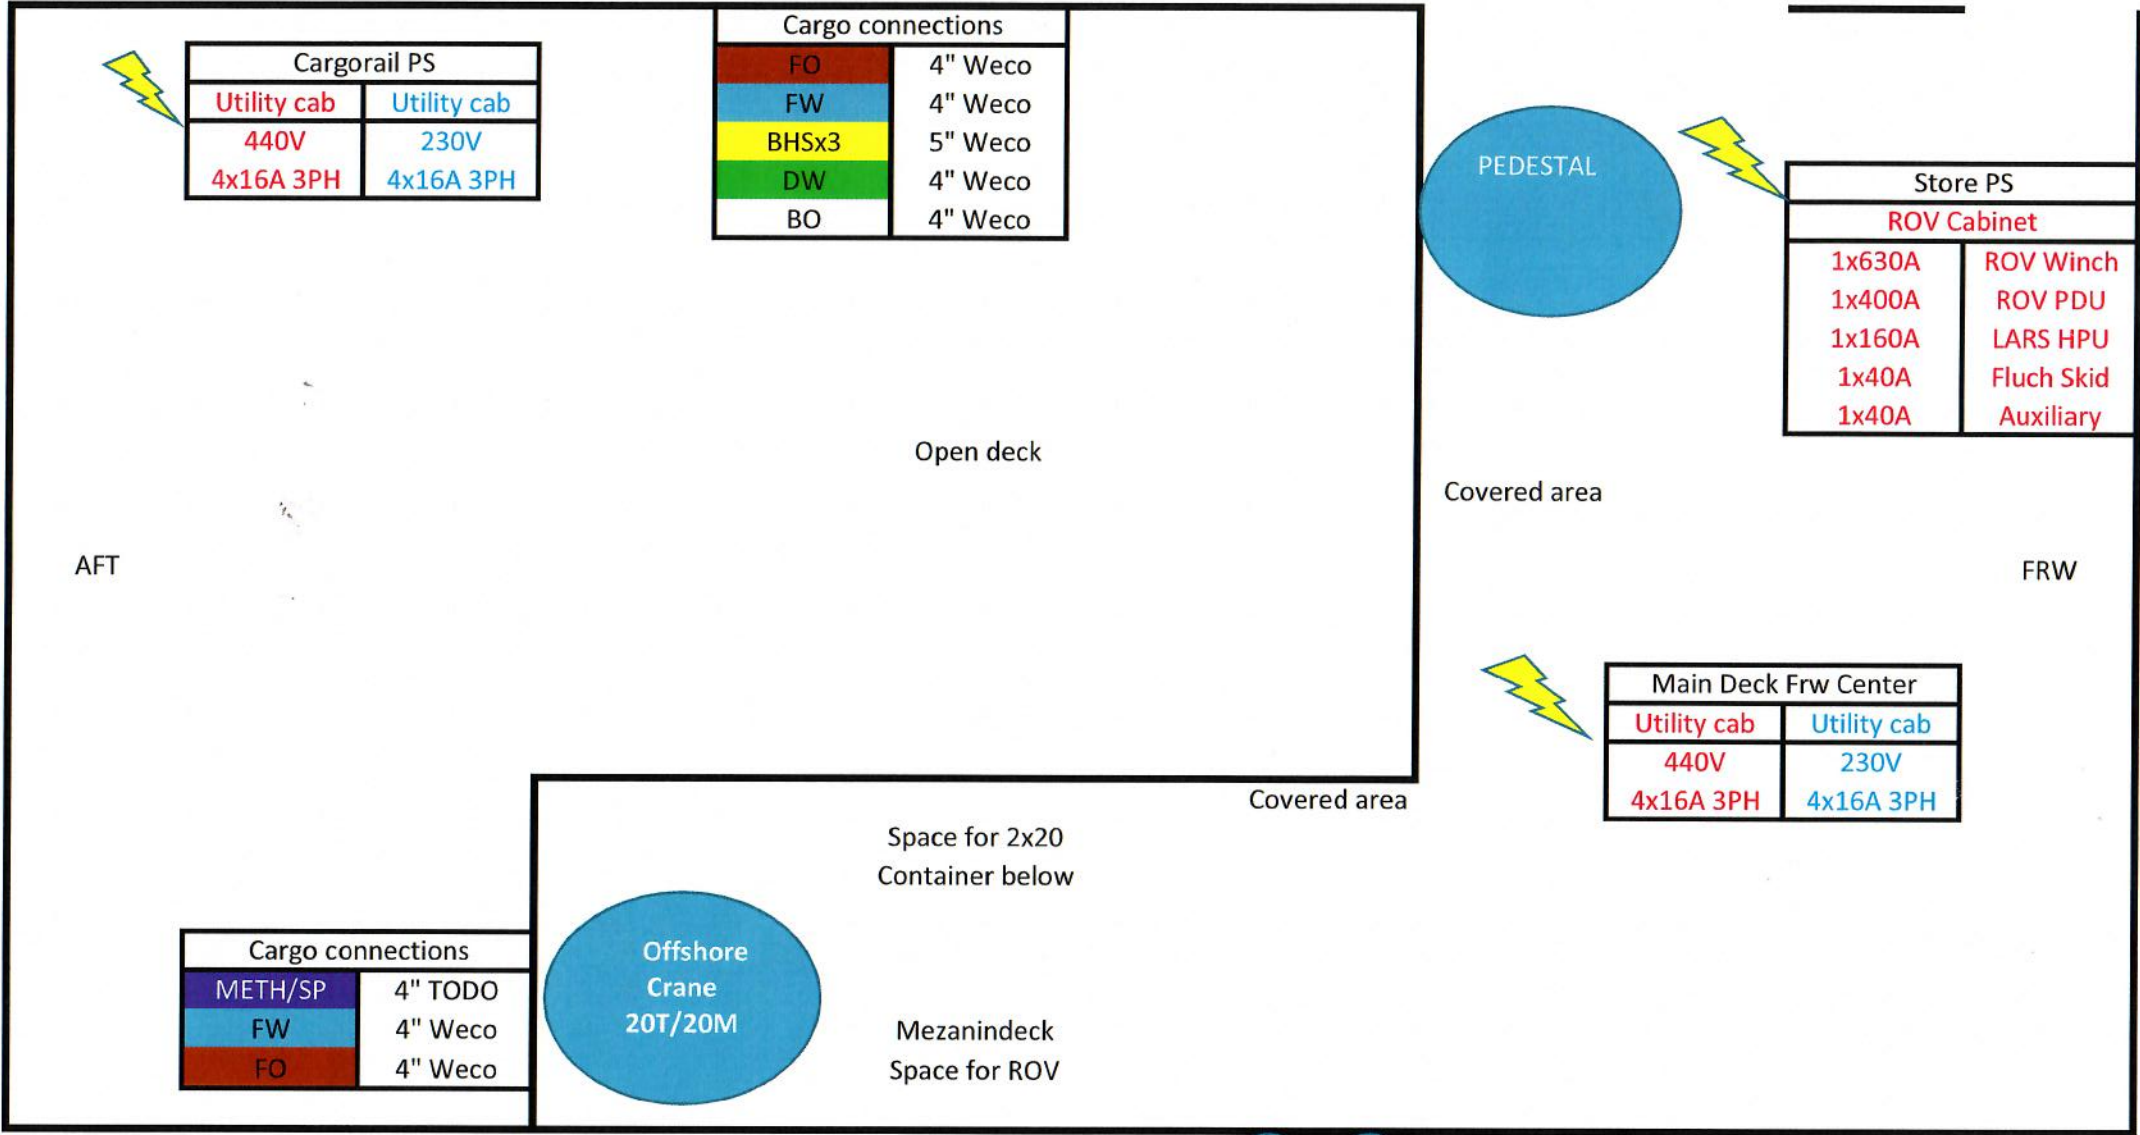 Cargorail PS
Utility cab Utility cab
440V 230V
4x16A 3PH 4x16A 3PH
Cargo connections
FO 4" Weco
FW 4" Weco
BHSx3 5" Weco
DW 4" Weco
BO 4" Weco
PEDESTAL
Store PS
ROV Cabinet
1x630A ROV Winch
1x400A ROV PDU
1x160A LARS HPU
1x40A Fluch Skid
1x40A Auxiliary
Open deck
Covered area
AFT
FRW
Main Deck Frw Center
Utility cab Utility cab
440V 230V
4x16A 3PH 4x16A 3PH
Covered area
Space for 2x20
Container below
Cargo connections
METH/SP 4" TODO
FW 4" Weco
FO 4" Weco
Offshore
Crane
20T/20M
Mezanindeck
Space for ROV